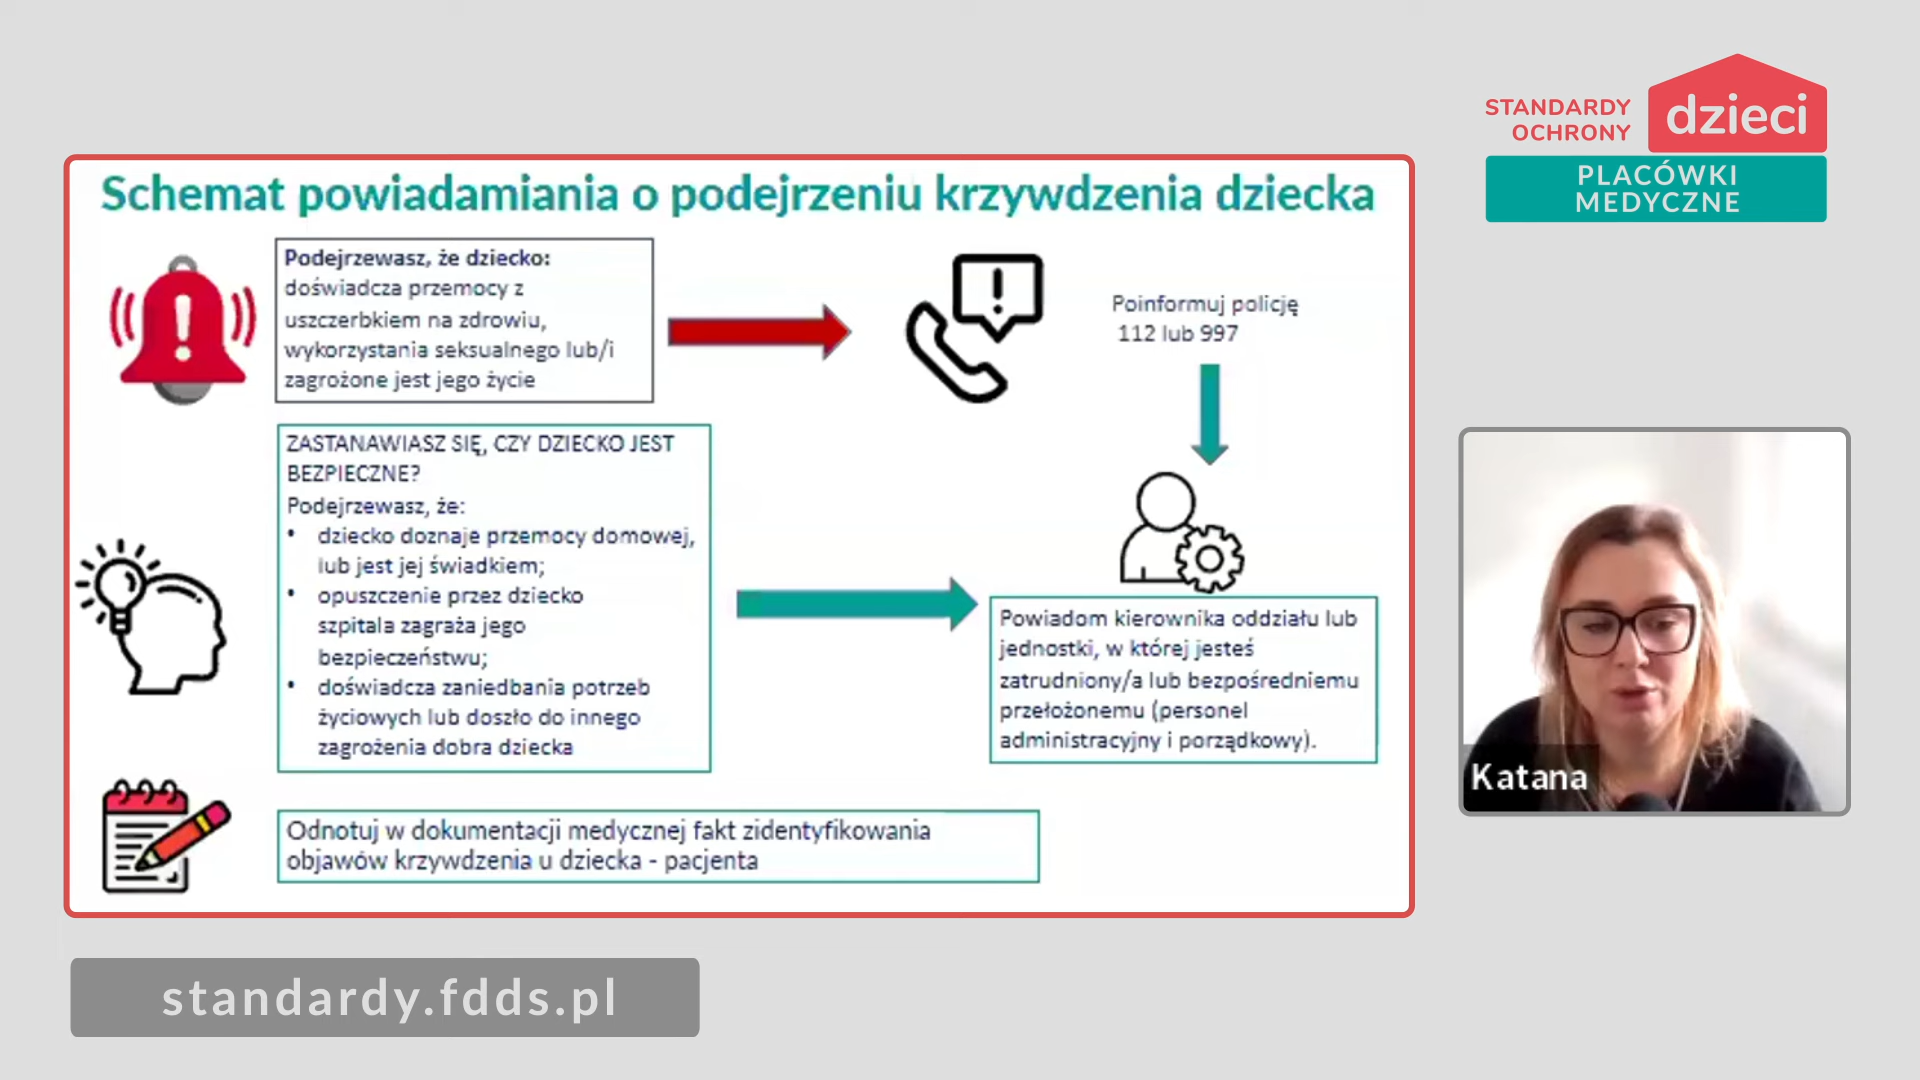 STANDARDY
OCHRONY
dzieci
PLACÓWKI
MEDYCZNE
Schemat powiadamiania o podejrzeniu krzywdzenia dziecka
Podejrzewasz, że dziecko:
doświadcza przemocy z
uszczerbkiem na zdrowiu,
wykorzystania seksualnego lub/i
zagrożone jest jego życie
Poinformuj policję
112 lub 997
ZASTANAWIASZ SIĘ, CZY DZIECKO JEST
BEZPIECZNE?
Podejrzewasz, że:
• dziecko doznaje przemocy domowej,
lub jest jej świadkiem;
• opuszczenie przez dziecko
szpitala zagraża jego
bezpieczeństwu;
• doświadcza zaniedbania potrzeb
życiowych lub doszło do innego
zagrożenia dobra dziecka
Powiadom kierownika oddziału lub
jednostki, w której jesteś
zatrudniony/a lub bezpośredniemu
przełożonemu (personel
administracyjny i porządkowy).
Odnotuj w dokumentacji medycznej fakt zidentyfikowania
objawów krzywdzenia u dziecka - pacjenta
Katana
standardy.fdds.pl